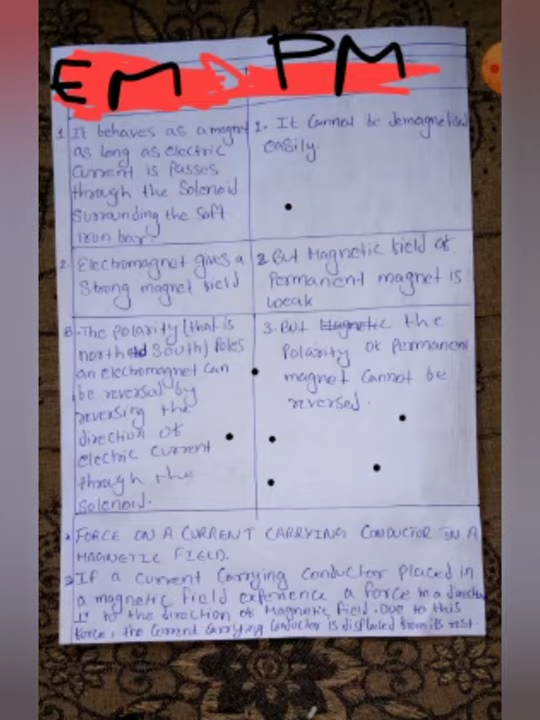 EM PM
1. It behaves as a magnet
as long as electric
current is passes
through the Solenoid
surrounding the soft
iron bar.
1. It Cannot be demagnetised
easily.
2. Electromagnet gives a
Strong magnet field
2. But Magnetic field of
Permanent magnet is
weak
3. The polarity (that is
north South) Poles
an electromagnet can
be reversal by
reversing the
direction of
electric current
through the
Solenoid.
3. But the
Polarity of Permanent
magnet cannot be
reversed.
FORCE ON A CURRENT CARRYING CONDUCTOR IN A
MAGNETIC FIELD.
If a current Carrying conductor placed in
a magnetic field experience a force in a direction
to the direction of Magnetic field. Due to this
force, the current carrying conductor is displaced from its rest.